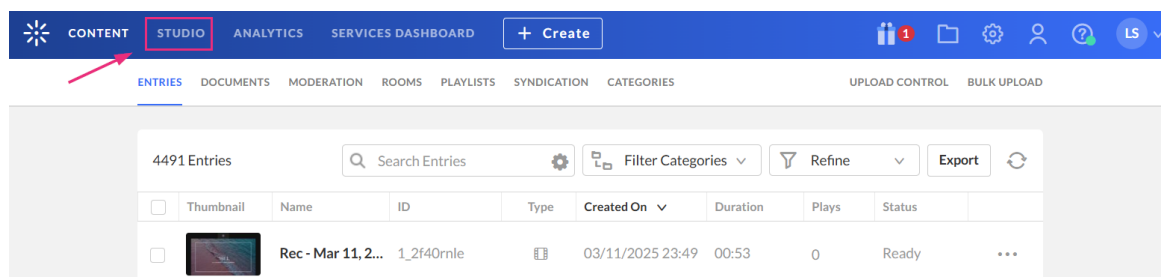 CONTENT STUDIO ANALYTICS SERVICES DASHBOARD + Create 1 LS
ENTRIES DOCUMENTS MODERATION ROOMS PLAYLISTS SYNDICATION CATEGORIES UPLOAD CONTROL BULK UPLOAD
4491 Entries Search Entries Filter Categories Refine Export
Thumbnail Name ID Type Created On Duration Plays Status
Rec - Mar 11, 2... 1_2f40rnle 03/11/2025 23:49 00:53 0 Ready